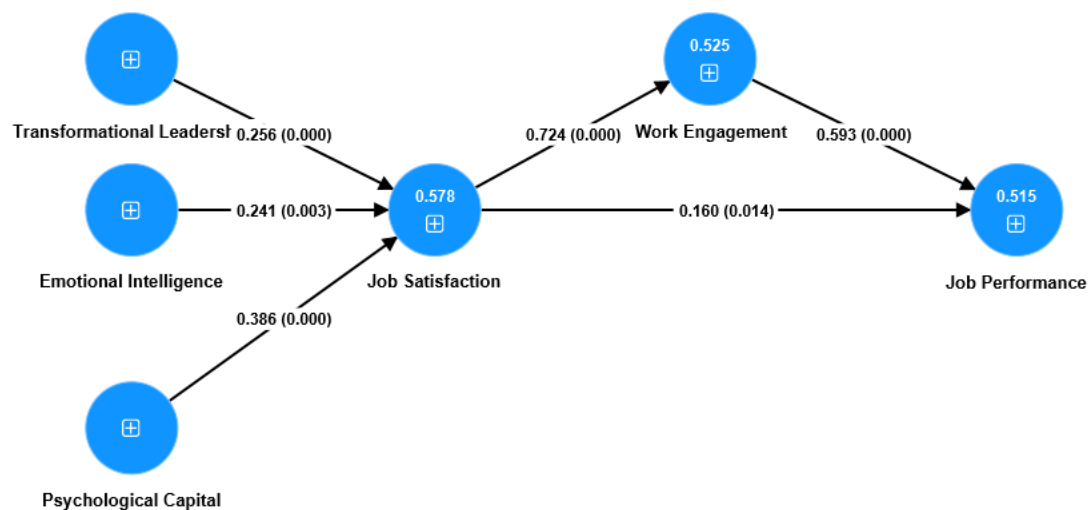 0.525
Transformational Leadersh
0.256 (0.000)
0.724 (0.000)
Work Engagement
0.593 (0.000)
0.578
0.241 (0.003)
0.160 (0.014)
0.515
Emotional Intelligence
Job Satisfaction
Job Performance
0.386 (0.000)
Psychological Capital